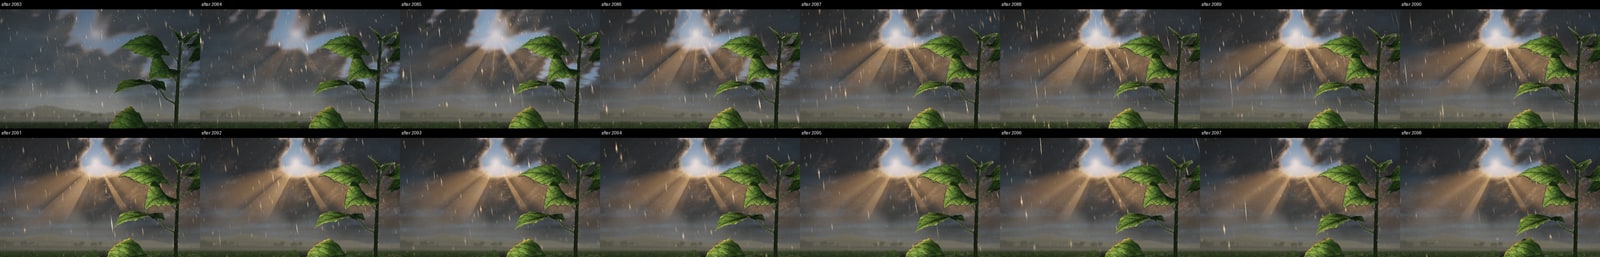 after 2083
after 2084
after 2085
after 2086
after 2087
after 2088
after 2089
after 2090
after 2091
after 2092
after 2093
after 2094
after 2095
after 2096
after 2097
after 2098